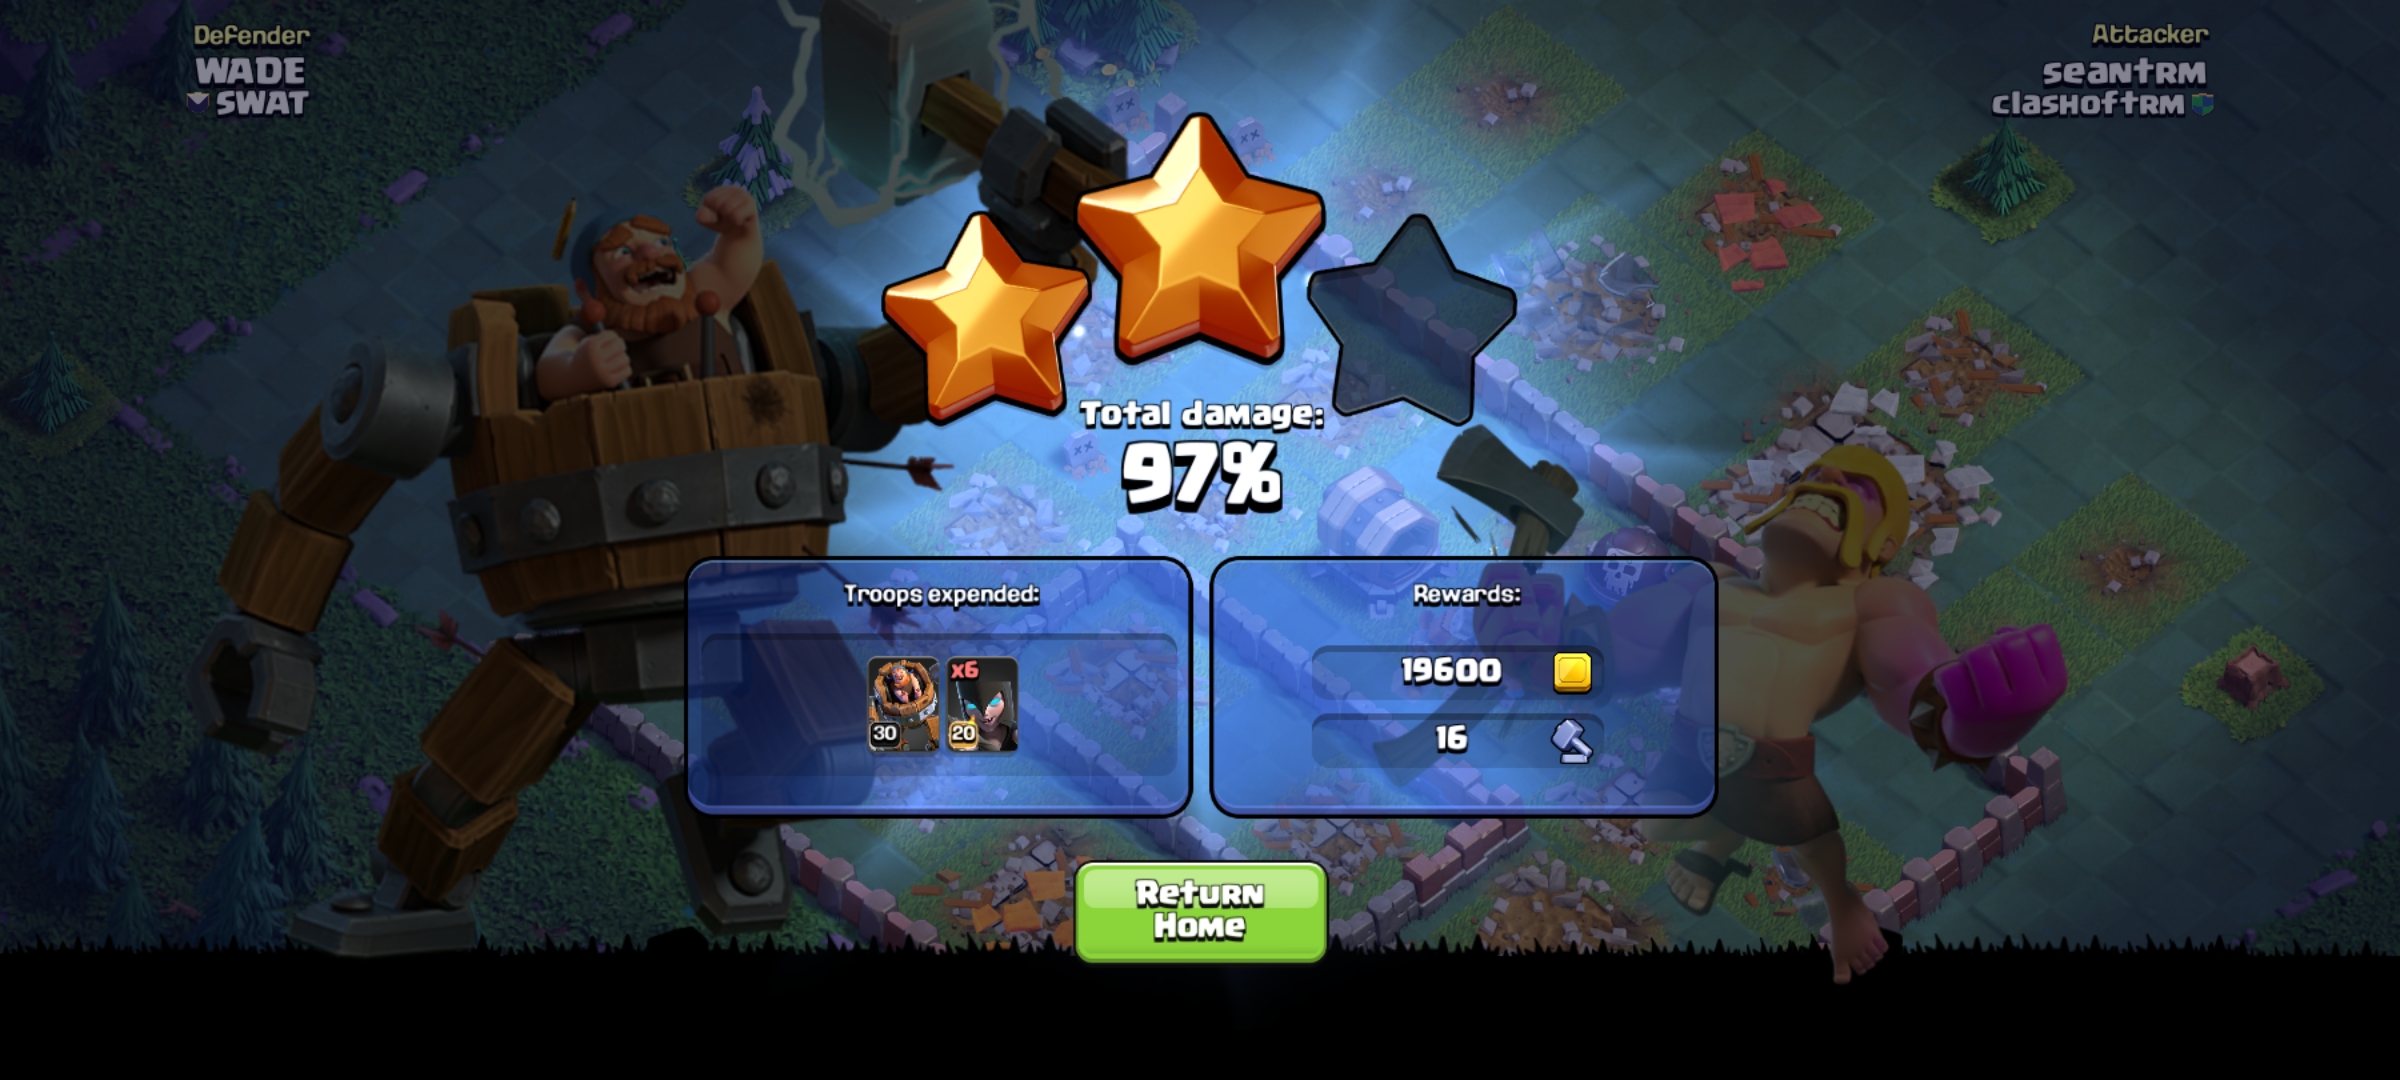 Defender
WADE
SWAT
Attacker
seantrm
clashoftrm
Total damage:
97%
Troops expended:
x6
30
20
Rewards:
19600
16
Return
Home